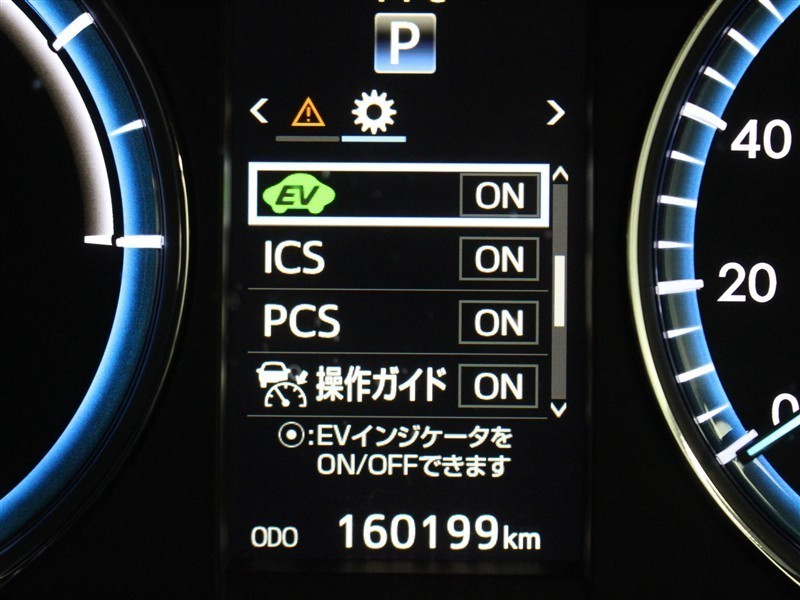 P
EV ON
ICS ON
PCS ON
操作ガイド ON
⦿:EVインジケータを
ON/OFFできます
ODO 160199km
40
20
0